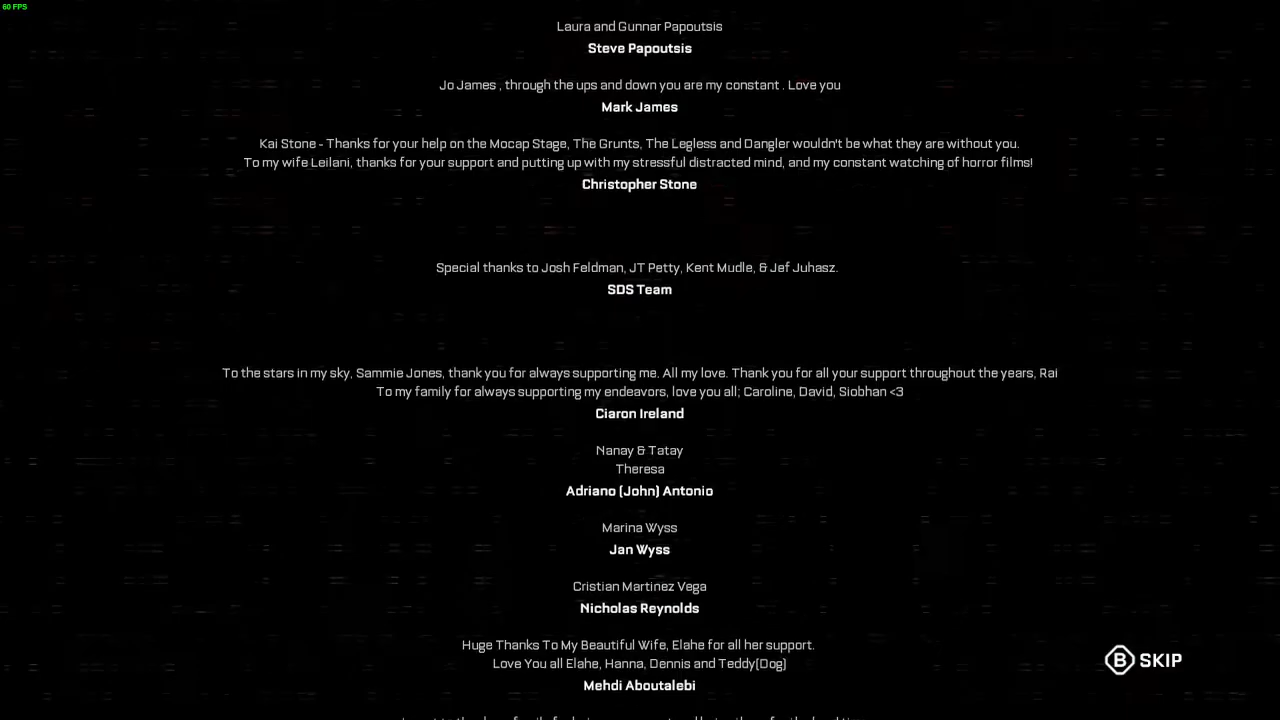 60 FPS
Laura and Gunnar Papoutsis
Steve Papoutsis
Jo James , through the ups and down you are my constant . Love you
Mark James
Kai Stone - Thanks for your help on the Mocap Stage, The Grunts, The Legless and Dangler wouldn't be what they are without you.
To my wife Leilani, thanks for your support and putting up with my stressful distracted mind, and my constant watching of horror films!
Christopher Stone
Special thanks to Josh Feldman, JT Petty, Kent Mudle, & Jef Juhasz.
SDS Team
To the stars in my sky, Sammie Jones, thank you for always supporting me. All my love. Thank you for all your support throughout the years, Rai
To my family for always supporting my endeavors, love you all; Caroline, David, Siobhan <3
Ciaron Ireland
Nanay & Tatay
Theresa
Adriano (John) Antonio
Marina Wyss
Jan Wyss
Cristian Martinez Vega
Nicholas Reynolds
Huge Thanks To My Beautiful Wife, Elahe for all her support.
Love You all Elahe, Hanna, Dennis and Teddy(Dog)
B SKIP
Mehdi Aboutalebi